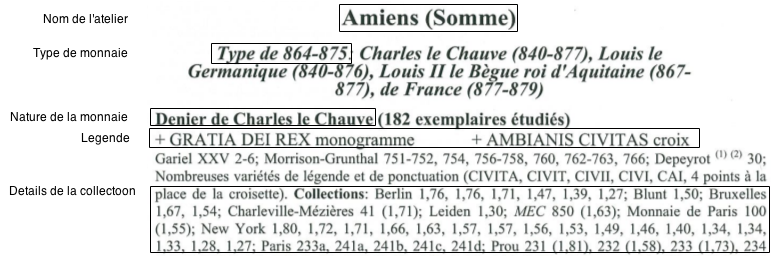 Nom de l'atelier
Amiens (Somme)
Type de monnaie
Type de 864-875: Charles le Chauve (840-877), Louis le
Germanique (840-876), Louis II le Bègue roi d'Aquitaine (867-
877), de France (877-879)
Nature de la monnaie
Denier de Charles le Chauve (182 exemplaires étudiés)
Legende
+ GRATIA DEI REX monogramme + AMBIANIS CIVITAS croix
Gariel XXV 2-6; Morrison-Grunthal 751-752, 754, 756-758, 760, 762-763, 766; Depeyrot (1) (2) 30;
Nombreuses variétés de légende et de ponctuation (CIVITA, CIVIT, CIVII, CIVI, CAI, 4 points à la
Details de la collectoon
place de la croisette). Collections: Berlin 1,76, 1,76, 1,71, 1,47, 1,39, 1,27; Blunt 1,50; Bruxelles
1,67, 1,54; Charleville-Mézières 41 (1,71); Leiden 1,30; MEC 850 (1,63); Monnaie de Paris 100
(1,55); New York 1,80, 1,72, 1,71, 1,66, 1,63, 1,57, 1,57, 1,56, 1,53, 1,49, 1,46, 1,40, 1,34, 1,34,
1,33, 1,28, 1,27; Paris 233a, 241a, 241b, 241c, 241d; Prou 231 (1,81), 232 (1,58), 233 (1,73), 234